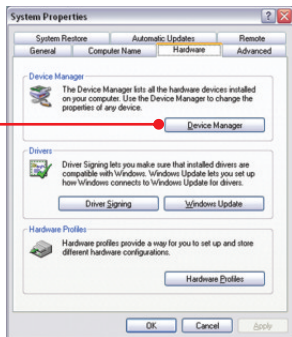 System Properties
System Restore Automatic Updates Remote
General Computer Name Hardware Advanced
Device Manager
The Device Manager lists all the hardware devices installed
on your computer. Use the Device Manager to change the
properties of any device.
Device Manager
Drivers
Driver Signing lets you make sure that installed drivers are
compatible with Windows. Windows Update lets you set up
how Windows connects to Windows Update for drivers.
Driver Signing Windows Update
Hardware Profiles
Hardware profiles provide a way for you to set up and store
different hardware configurations.
Hardware Profiles
OK Cancel Apply